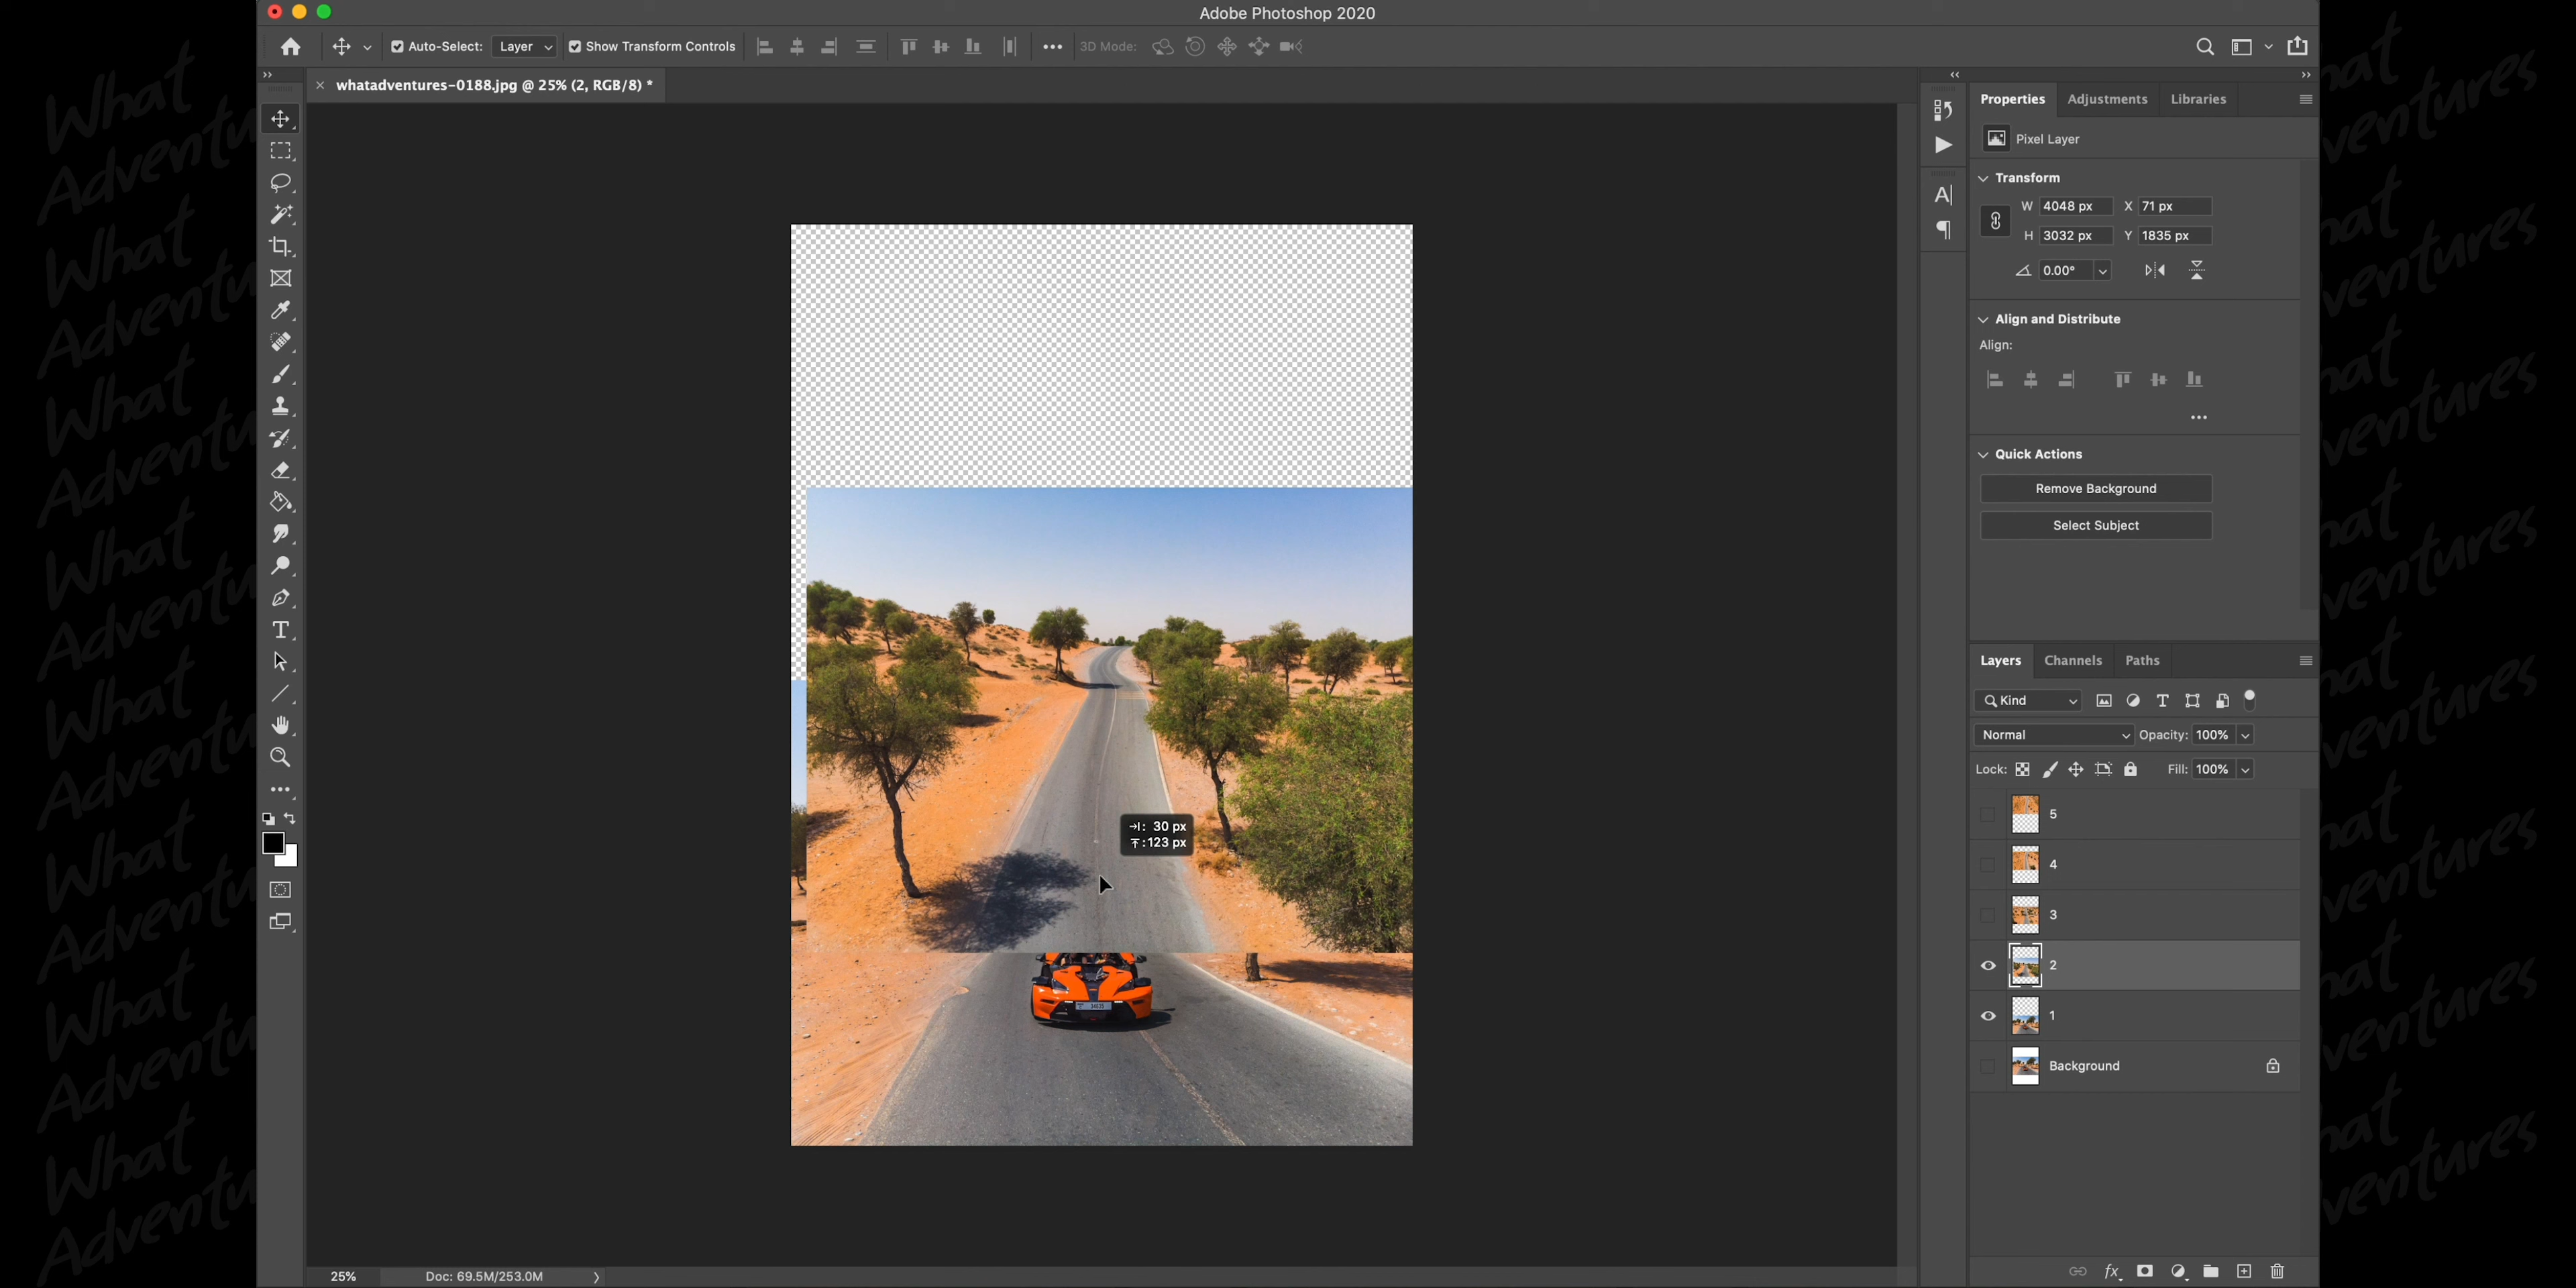 What Adventures
Adobe Photoshop 2020
Auto-Select: Layer Show Transform Controls 3D Mode:
whatadventures-0188.jpg @ 25% (2, RGB/8) *
Properties Adjustments Libraries
Pixel Layer
Transform
W 4048 px X 71 px
H 3032 px Y 1835 px
0.00°
Align and Distribute
Align:
Quick Actions
Remove Background
Select Subject
30 px
123 px
Layers Channels Paths
Kind
Normal Opacity: 100%
Lock: Fill: 100%
5
4
3
2
1
Background
25% Doc: 69.5M/253.0M